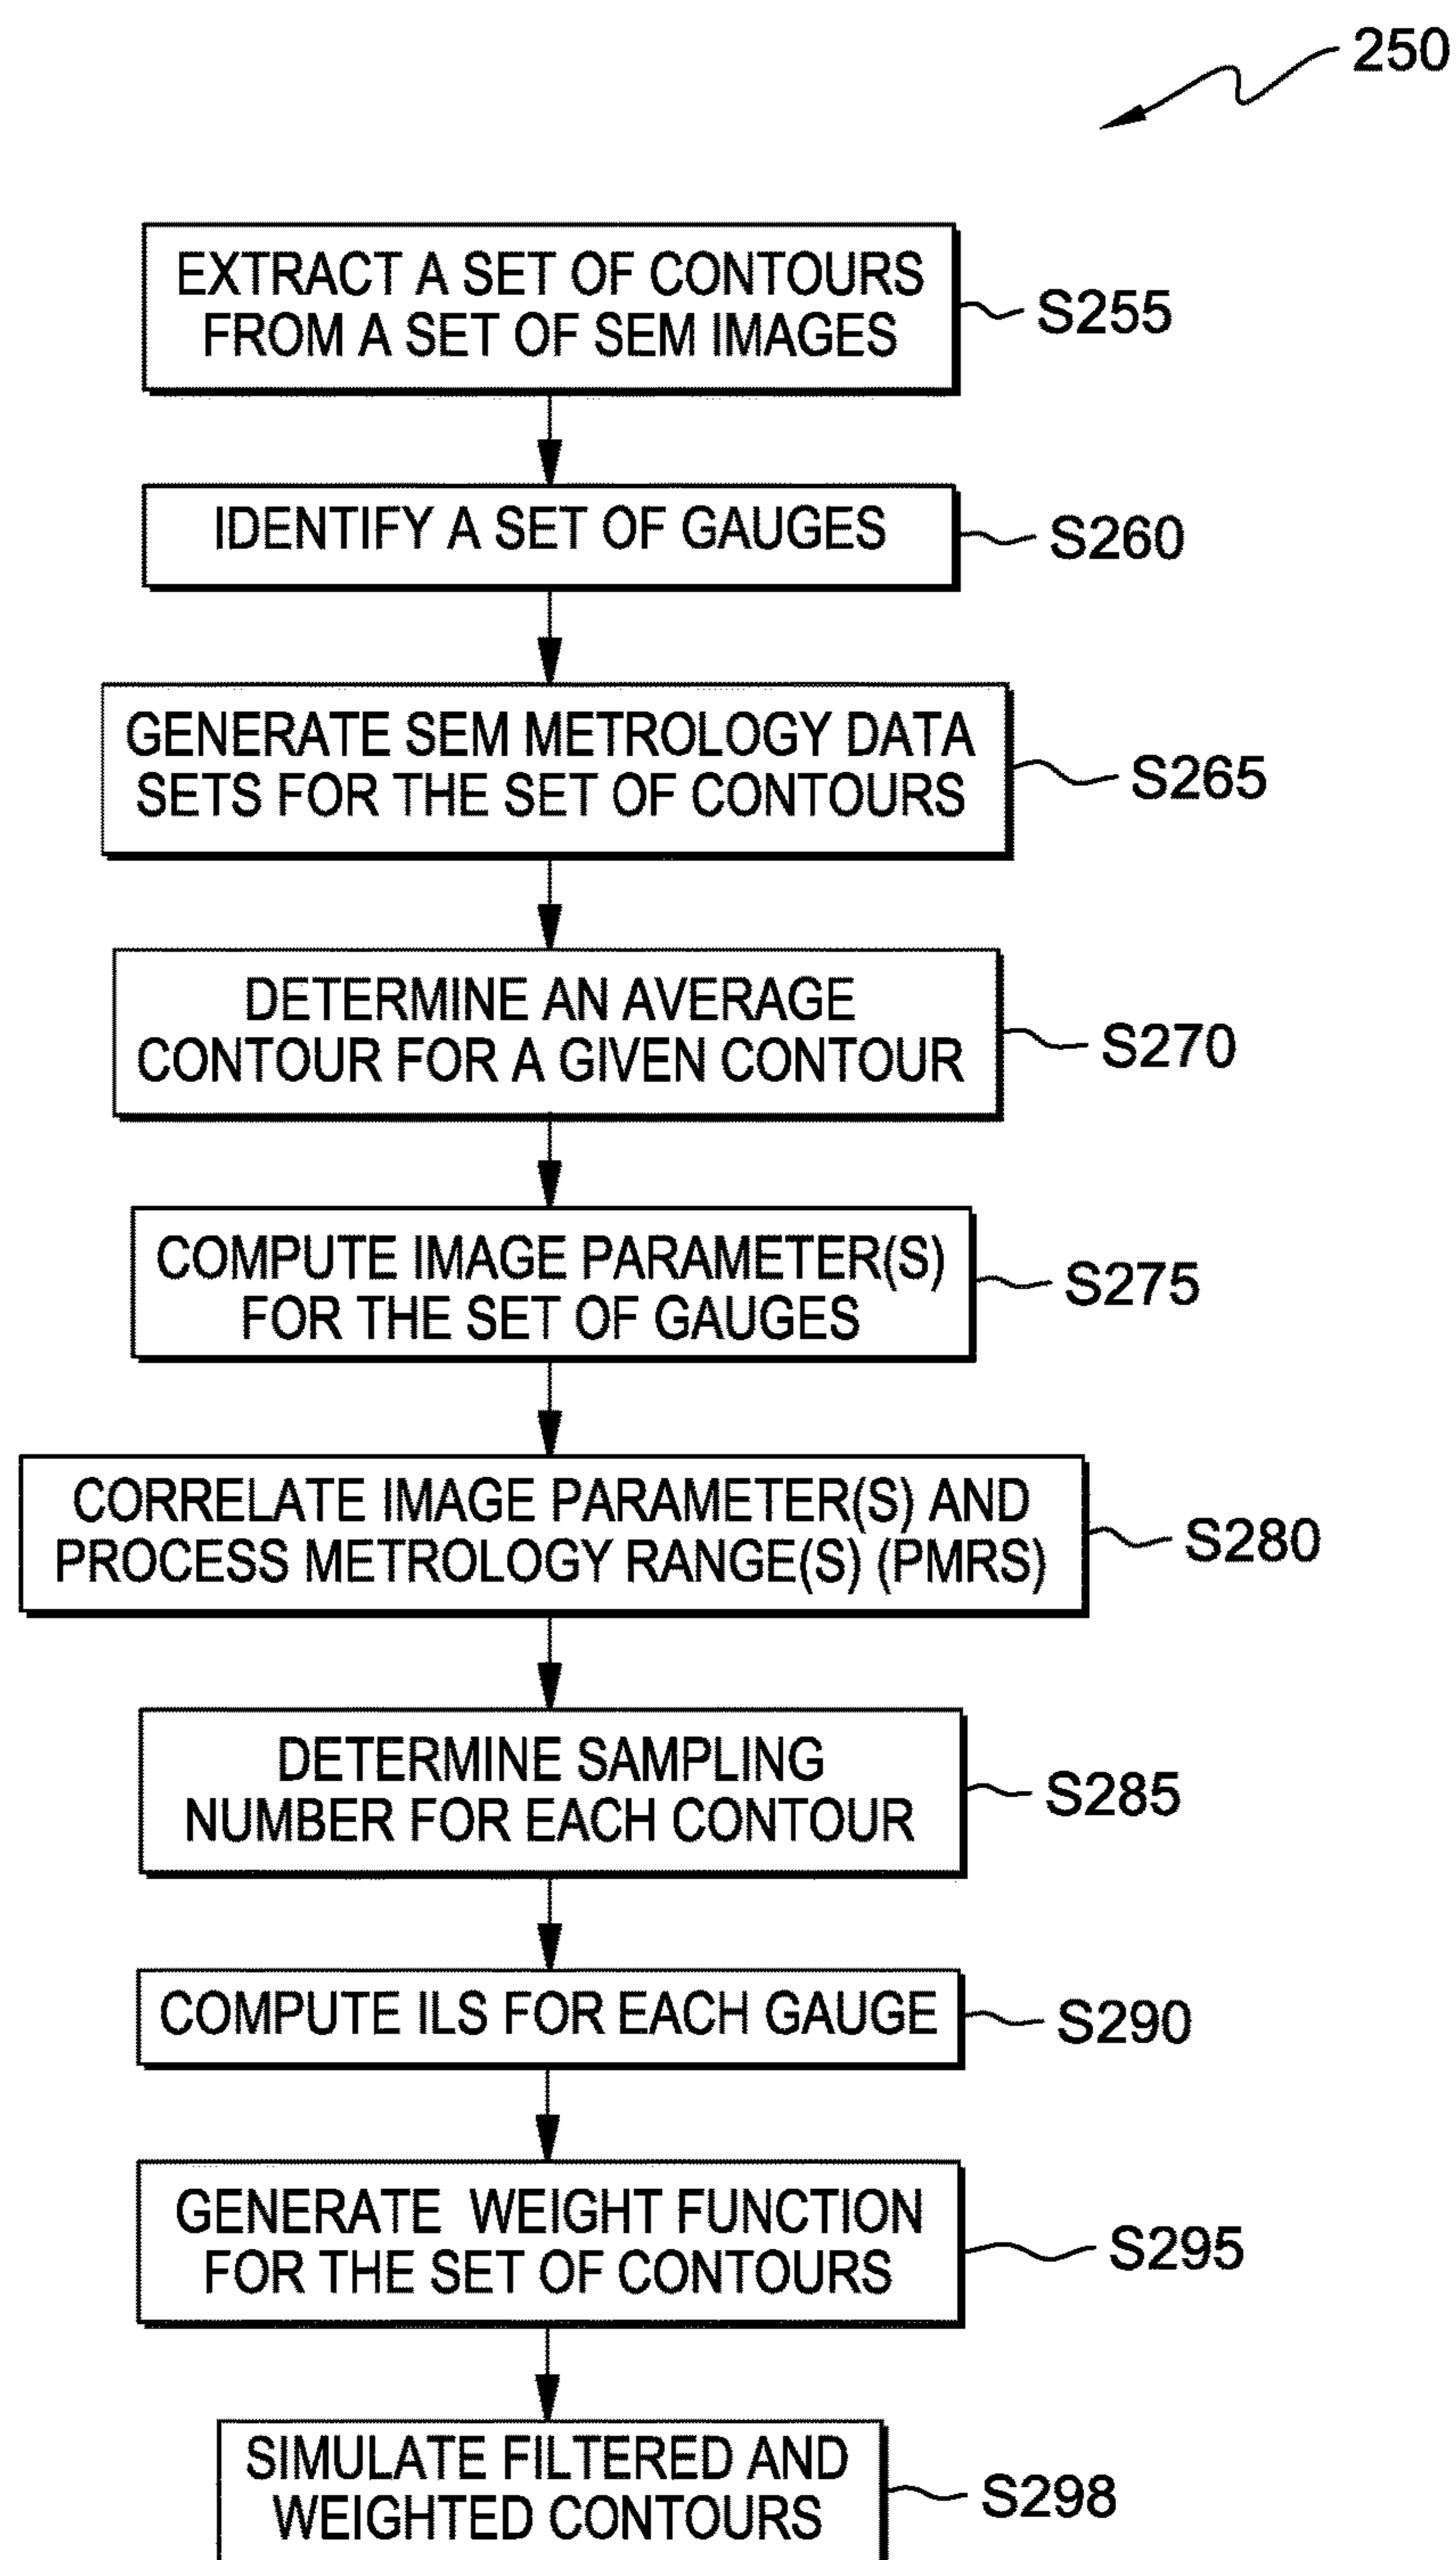 250
EXTRACT A SET OF CONTOURS
FROM A SET OF SEM IMAGES
S255
IDENTIFY A SET OF GAUGES
S260
GENERATE SEM METROLOGY DATA
SETS FOR THE SET OF CONTOURS
S265
DETERMINE AN AVERAGE
CONTOUR FOR A GIVEN CONTOUR
S270
COMPUTE IMAGE PARAMETER(S)
FOR THE SET OF GAUGES
S275
CORRELATE IMAGE PARAMETER(S) AND
PROCESS METROLOGY RANGE(S) (PMRS)
S280
DETERMINE SAMPLING
NUMBER FOR EACH CONTOUR
S285
COMPUTE ILS FOR EACH GAUGE
S290
GENERATE WEIGHT FUNCTION
FOR THE SET OF CONTOURS
S295
SIMULATE FILTERED AND
WEIGHTED CONTOURS
S298